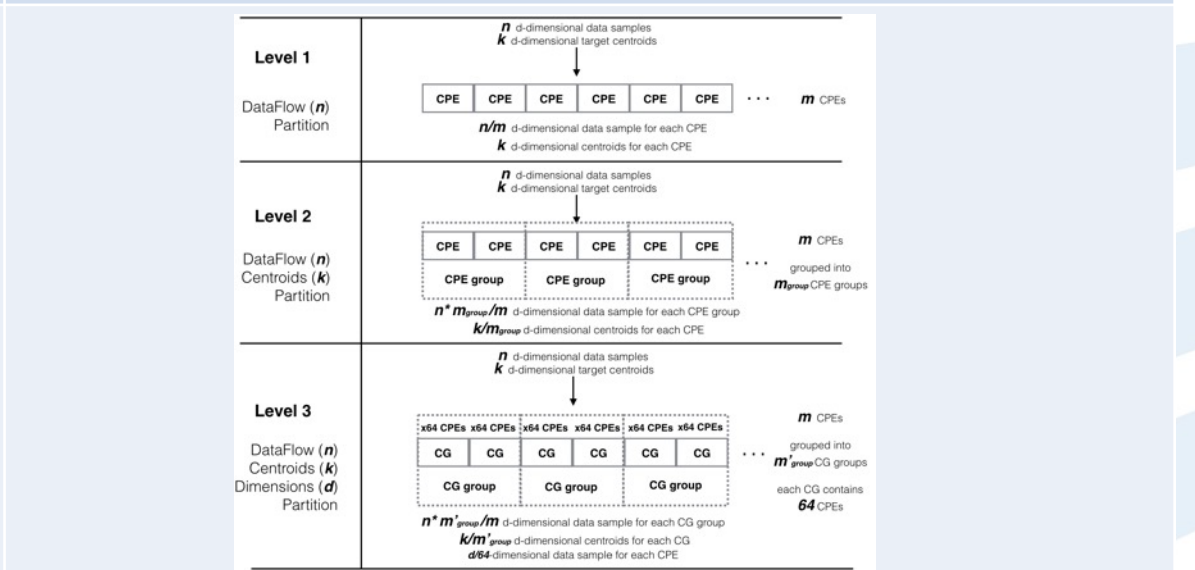 n d-dimensional data samples
k d-dimensional target centroids
Level 1
DataFlow (n)
Partition
CPE CPE CPE CPE CPE CPE ... m CPEs
n/m d-dimensional data sample for each CPE
k d-dimensional centroids for each CPE
n d-dimensional data samples
k d-dimensional target centroids
Level 2
DataFlow (n)
Centroids (k)
Partition
CPE CPE CPE CPE CPE CPE
CPE group CPE group CPE group
...
m CPEs
grouped into
mgroup CPE groups
n* mgroup/m d-dimensional data sample for each CPE group
k/mgroup d-dimensional centroids for each CPE
n d-dimensional data samples
k d-dimensional target centroids
Level 3
DataFlow (n)
Centroids (k)
Dimensions (d)
Partition
x64 CPEs x64 CPEs x64 CPEs x64 CPEs x64 CPEs x64 CPEs
CG CG CG CG CG CG
CG group CG group CG group
...
m CPEs
grouped into
m'group CG groups
each CG contains
64 CPEs
n* m'group/m d-dimensional data sample for each CG group
k/m'group d-dimensional centroids for each CG
d/64-dimensional data sample for each CPE